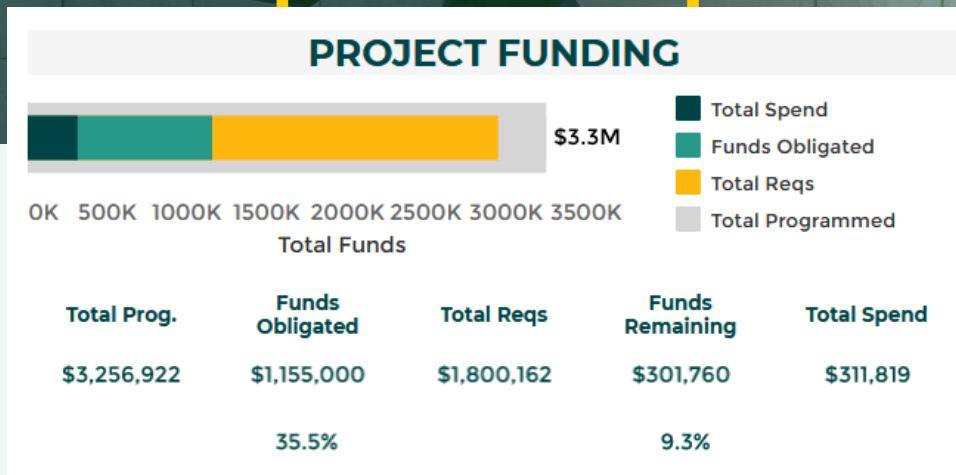 PROJECT FUNDING
$3.3M
Total Spend
Funds Obligated
Total Reqs
Total Programmed
0K 500K 1000K 1500K 2000K 2500K 3000K 3500K
Total Funds
Total Prog.
Funds
Obligated
Total Reqs
Funds
Remaining
Total Spend
$3,256,922 $1,155,000 $1,800,162 $301,760 $311,819
35.5% 9.3%